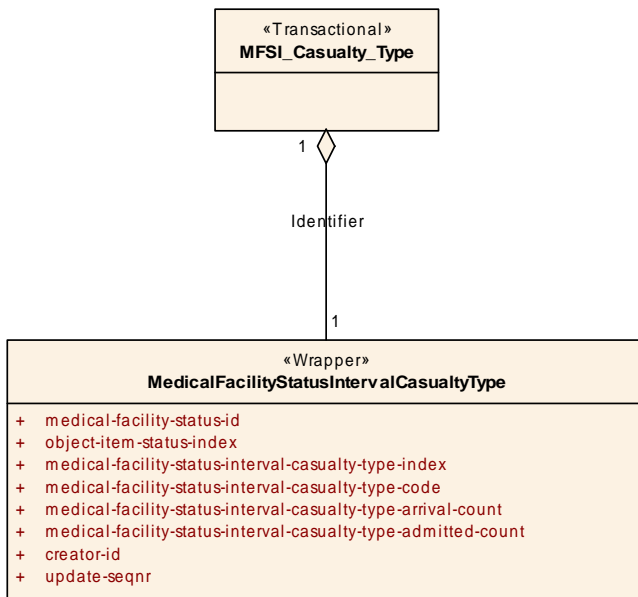 «Transactional»
MFSI_Casualty_Type
1
Identifier
1
«Wrapper»
MedicalFacilityStatusIntervalCasualtyType
+ medical-facility-status-id
+ object-item-status-index
+ medical-facility-status-interval-casualty-type-index
+ medical-facility-status-interval-casualty-type-code
+ medical-facility-status-interval-casualty-type-arrival-count
+ medical-facility-status-interval-casualty-type-admitted-count
+ creator-id
+ update-seqnr